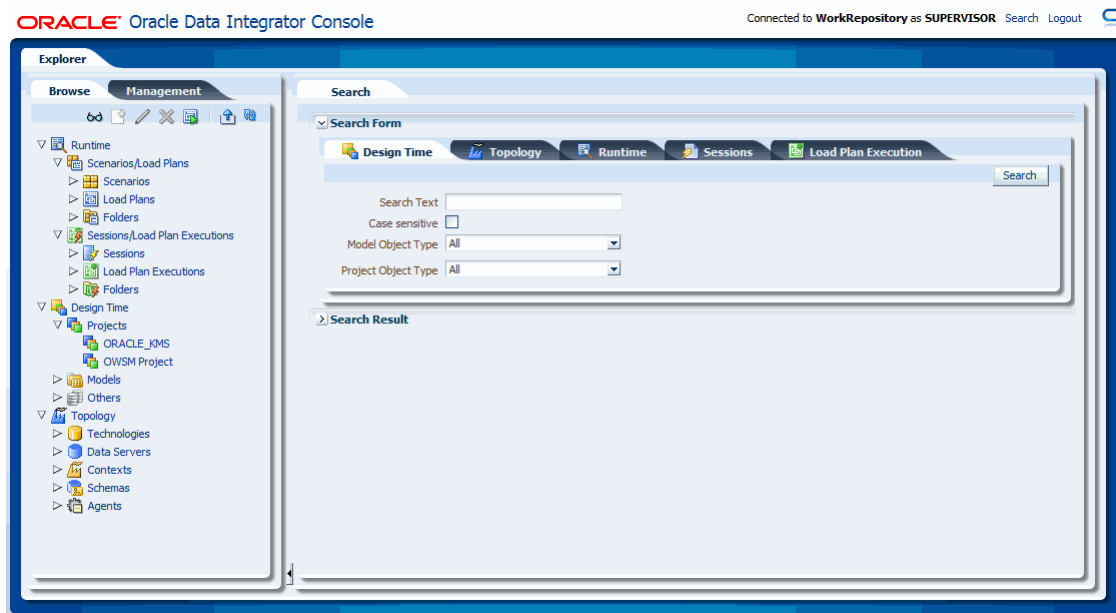 ORACLE Oracle Data Integrator Console
Connected to WorkRepository as SUPERVISOR Search Logout
Explorer
Browse Management
Runtime
Scenarios/Load Plans
Scenarios
Load Plans
Folders
Sessions/Load Plan Executions
Sessions
Load Plan Executions
Folders
Design Time
Projects
ORACLE_KMS
OWSM Project
Models
Others
Topology
Technologies
Data Servers
Contexts
Schemas
Agents
Search
Search Form
Design Time Topology Runtime Sessions Load Plan Execution
Search
Search Text
Case sensitive
Model Object Type All
Project Object Type All
Search Result